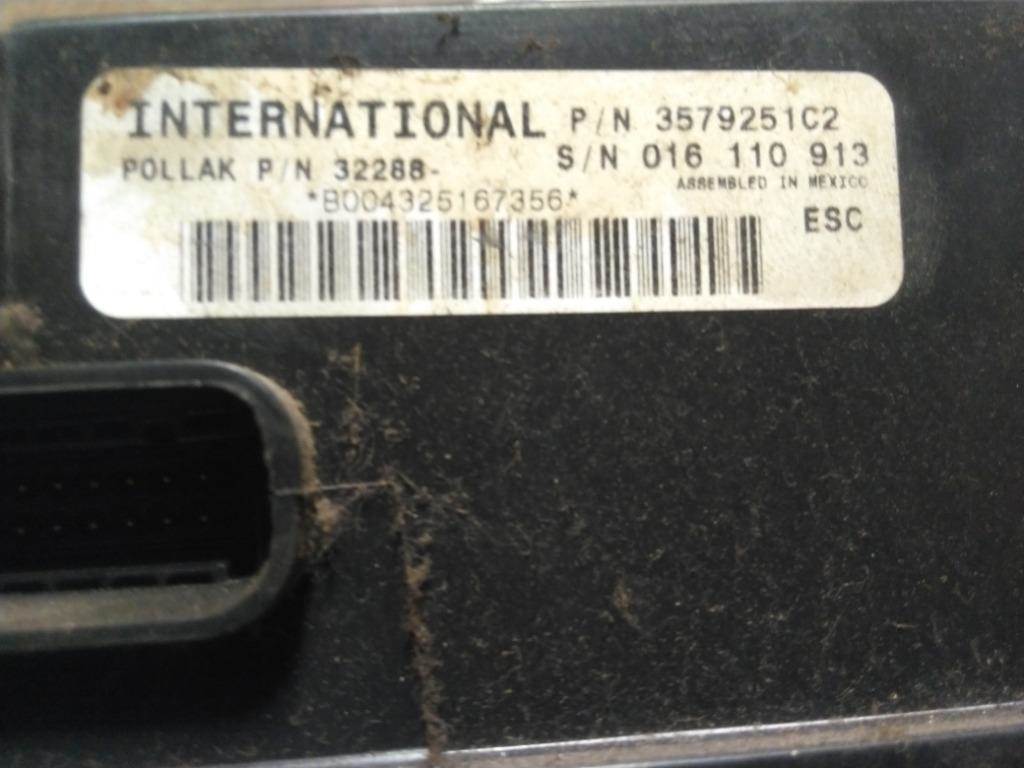 INTERNATIONAL P/N 3579251C2
POLLAK P/N 32288- S/N 016 110 913
ASSEMBLED IN MEXICO
*B004325167356*
ESC